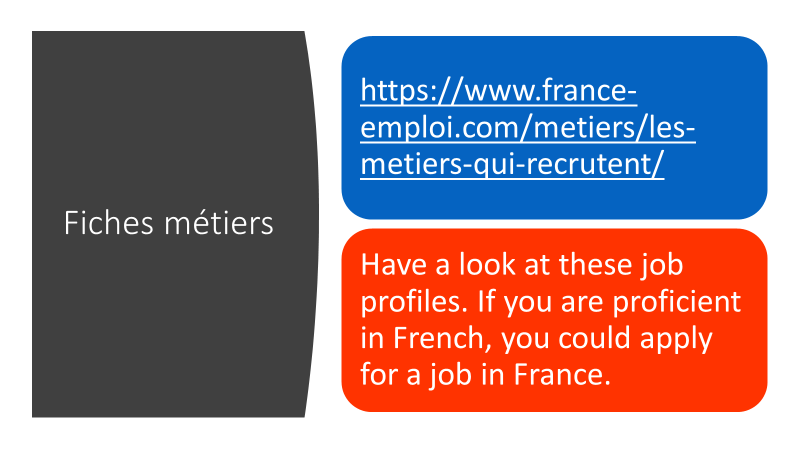 Fiches métiers
https://www.france-
emploi.com/metiers/les-
metiers-qui-recrutent/
Have a look at these job
profiles. If you are proficient
in French, you could apply
for a job in France.